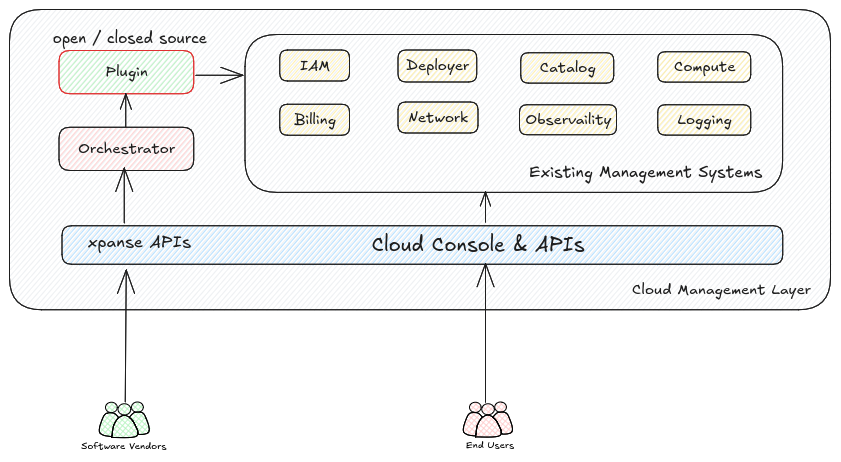 open / closed source
Plugin
IAM
Deployer
Catalog
Compute
Billing
Network
Observaility
Logging
Orchestrator
Existing Management Systems
xpanse APIs
Cloud Console & APIs
Cloud Management Layer
Software Vendors
End Users